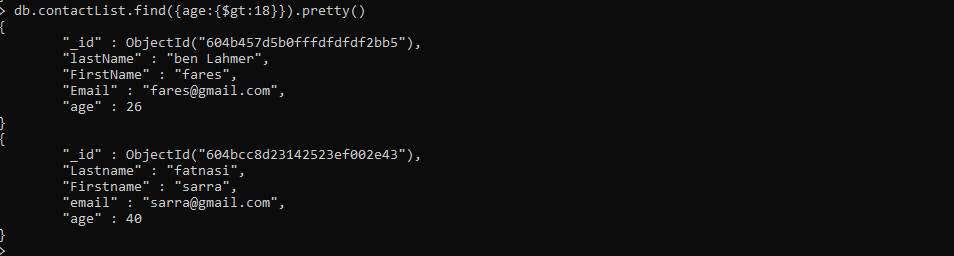 > db.contactList.find({age:{$gt:18}}).pretty()
{
        "_id" : ObjectId("604b457d5b0fffdfdfdf2bb5"),
        "lastName" : "ben Lahmer",
        "FirstName" : "fares",
        "Email" : "fares@gmail.com",
        "age" : 26
}
{
        "_id" : ObjectId("604bcc8d23142523ef002e43"),
        "Lastname" : "fatnasi",
        "Firstname" : "sarra",
        "email" : "sarra@gmail.com",
        "age" : 40
}
>